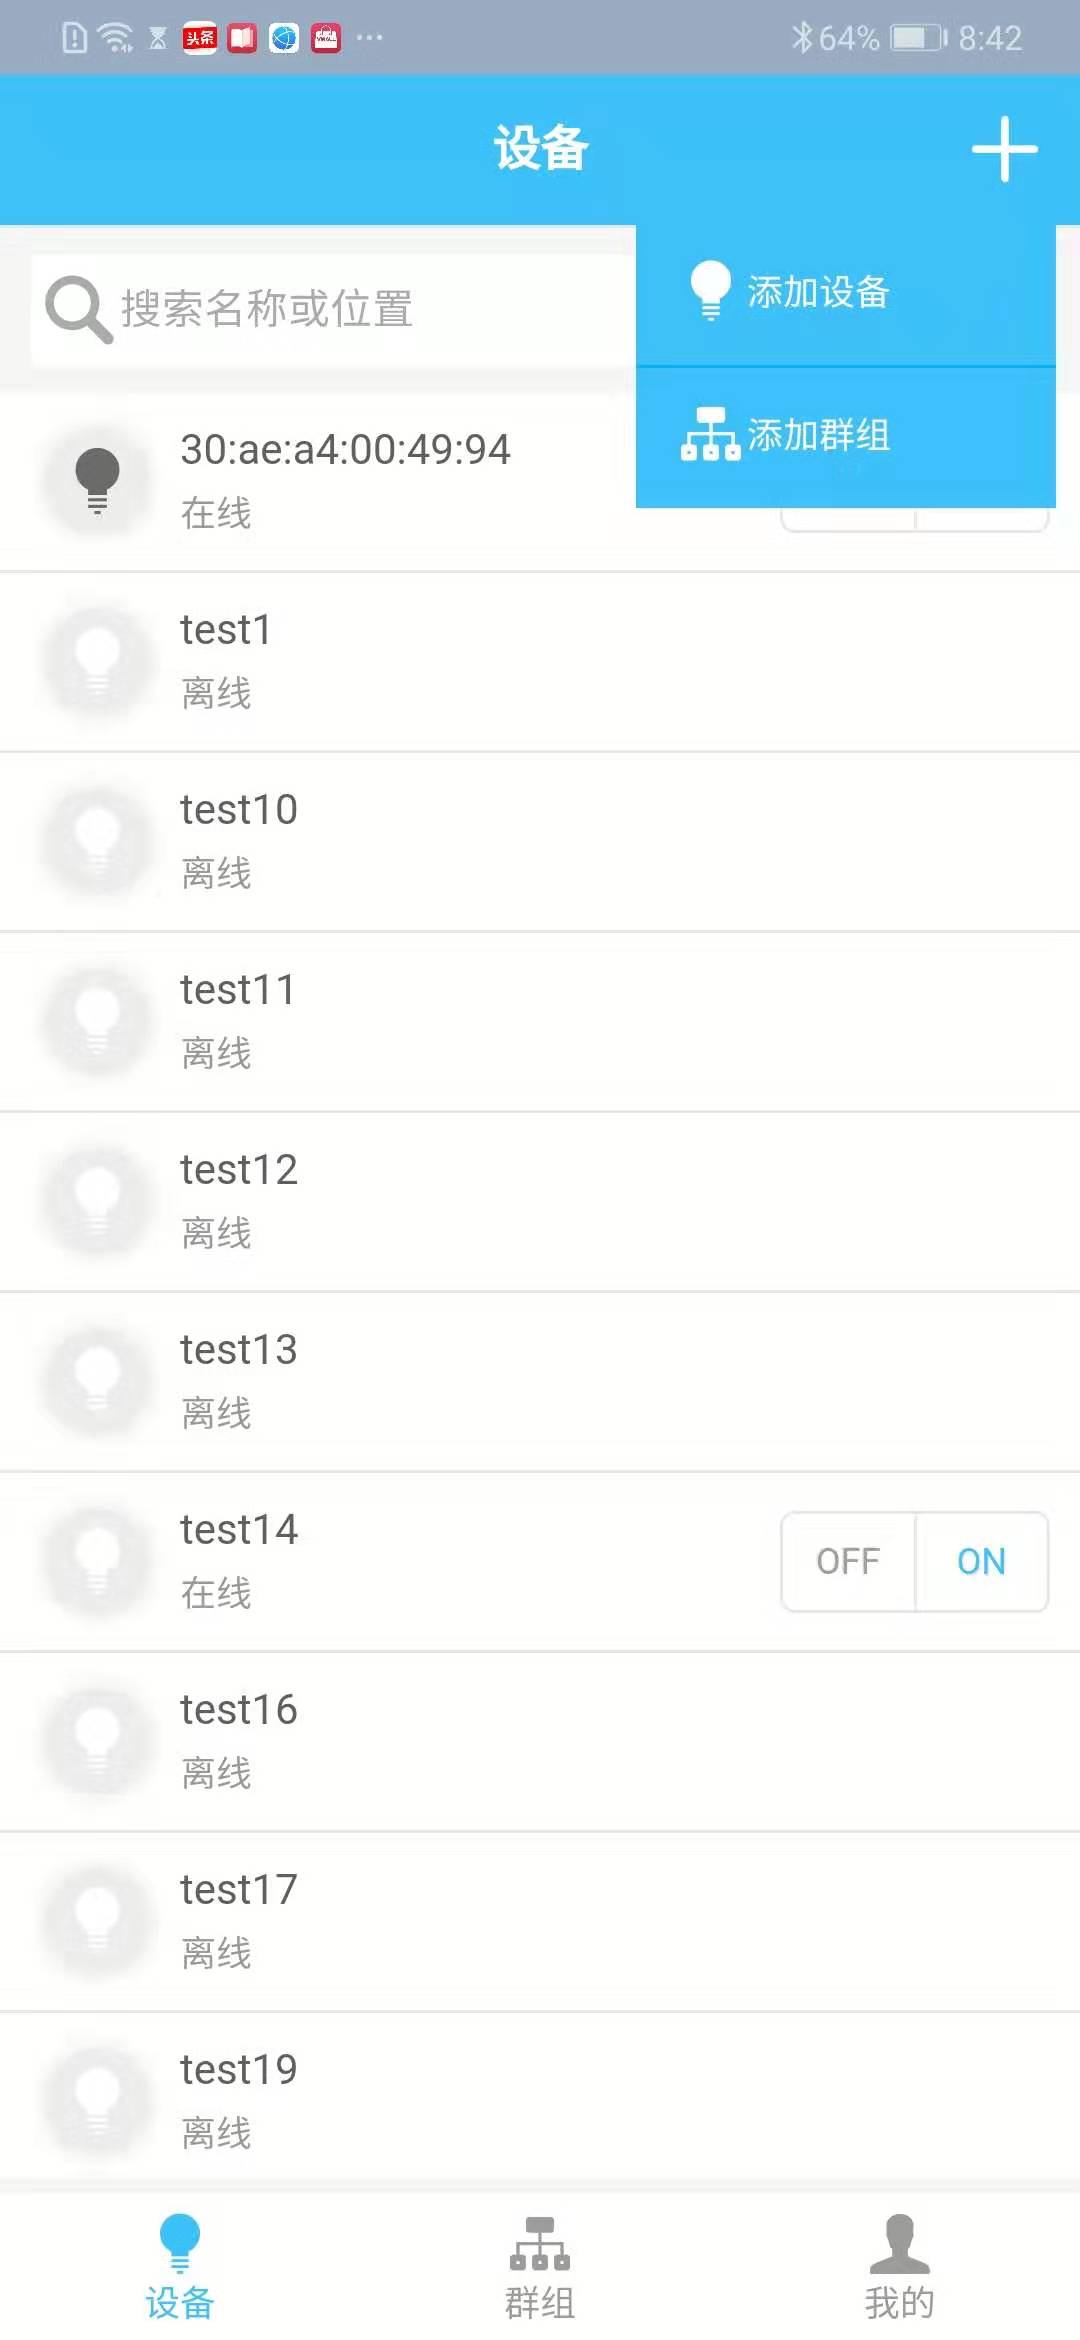 头条
64% 8:42
设备
添加设备
搜索名称或位置
添加群组
30:ae:a4:00:49:94
在线
test1
离线
test10
离线
test11
离线
test12
离线
test13
离线
test14
在线
OFF ON
test16
离线
test17
离线
test19
离线
设备 群组 我的